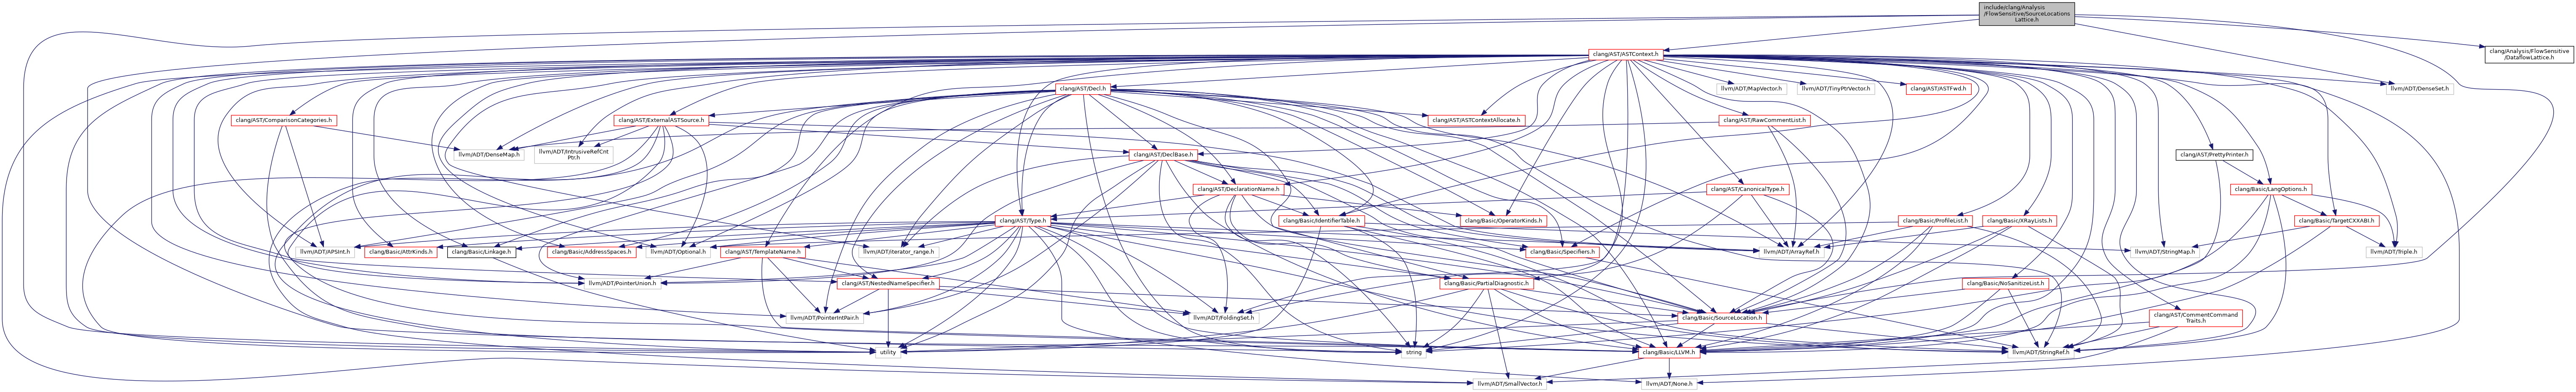 include/clang/Analysis
/FlowSensitive/SourceLocations
Lattice.h
clang/AST/ASTContext.h
clang/Analysis/FlowSensitive
/DataflowLattice.h
clang/AST/Decl.h
llvm/ADT/MapVector.h
llvm/ADT/TinyPtrVector.h
clang/AST/ASTFwd.h
llvm/ADT/DenseSet.h
clang/AST/ComparisonCategories.h
clang/AST/ExternalASTSource.h
clang/AST/ASTContextAllocate.h
clang/AST/RawCommentList.h
llvm/ADT/DenseMap.h
llvm/ADT/IntrusiveRefCnt
Ptr.h
clang/AST/DeclBase.h
clang/AST/PrettyPrinter.h
clang/AST/DeclarationName.h
clang/AST/CanonicalType.h
clang/Basic/LangOptions.h
clang/AST/Type.h
clang/Basic/IdentifierTable.h
clang/Basic/OperatorKinds.h
clang/Basic/ProfileList.h
clang/Basic/XRayLists.h
clang/Basic/TargetCXXABI.h
llvm/ADT/APSInt.h
clang/Basic/AttrKinds.h
clang/Basic/Linkage.h
clang/Basic/AddressSpaces.h
llvm/ADT/Optional.h
clang/AST/TemplateName.h
llvm/ADT/iterator_range.h
clang/Basic/Specifiers.h
llvm/ADT/ArrayRef.h
llvm/ADT/StringMap.h
llvm/ADT/Triple.h
llvm/ADT/PointerUnion.h
clang/AST/NestedNameSpecifier.h
clang/Basic/PartialDiagnostic.h
clang/Basic/NoSanitizeList.h
llvm/ADT/PointerIntPair.h
llvm/ADT/FoldingSet.h
clang/Basic/SourceLocation.h
clang/AST/CommentCommand
Traits.h
utility
string
clang/Basic/LLVM.h
llvm/ADT/StringRef.h
llvm/ADT/SmallVector.h
llvm/ADT/None.h